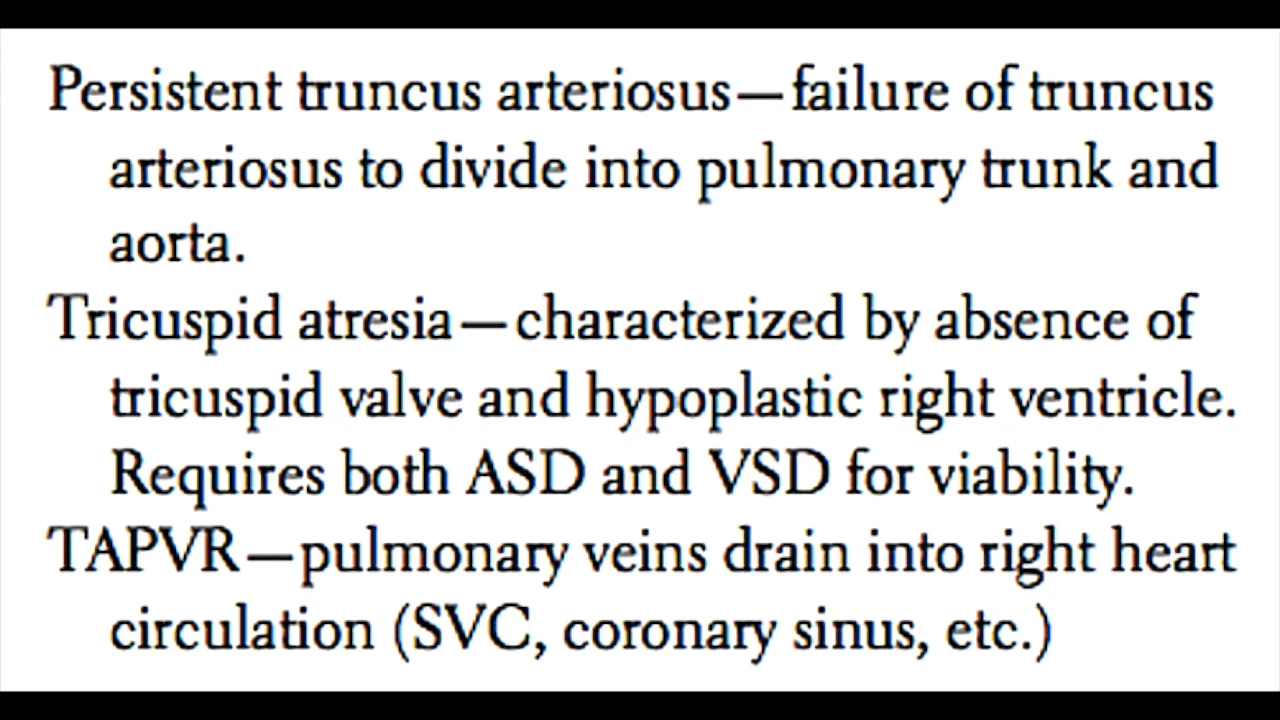 Persistent truncus arteriosus—failure of truncus
arteriosus to divide into pulmonary trunk and
aorta.
Tricuspid atresia—characterized by absence of
tricuspid valve and hypoplastic right ventricle.
Requires both ASD and VSD for viability.
TAPVR—pulmonary veins drain into right heart
circulation (SVC, coronary sinus, etc.)